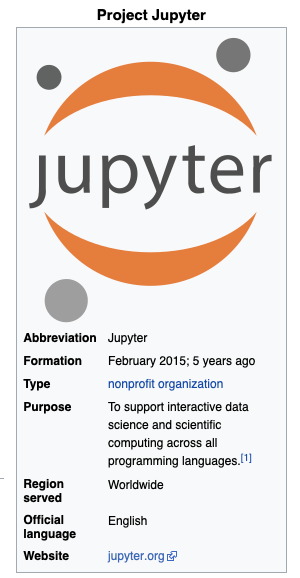 Project Jupyter
jupyter
Abbreviation Jupyter
Formation February 2015; 5 years ago
Type nonprofit organization
Purpose To support interactive data
science and scientific
computing across all
programming languages.[1]
Region
served Worldwide
Official
language English
Website jupyter.org